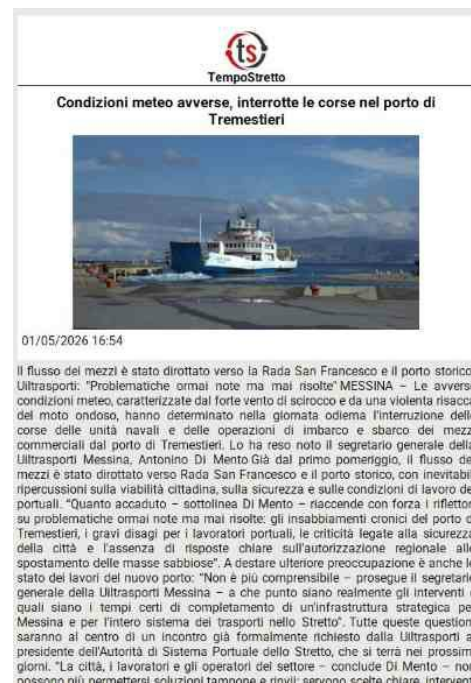 ts
TempoStretto
Condizioni meteo avverse, interrotte le corse nel porto di
Tremestieri
01/05/2026 16:54
Il flusso dei mezzi è stato dirottato verso la Rada San Francesco e il porto storico
Uiltrasporti: "Problematiche ormai note ma mai risolte" MESSINA – Le avverse
condizioni meteo, caratterizzate dal forte vento di scirocco e da una violenta risacca
del moto ondoso, hanno determinato nella giornata odierna l'interruzione delle
corse delle unità navali e delle operazioni di imbarco e sbarco dei mezzi
commerciali dal porto di Tremestieri. Lo ha reso noto il segretario generale della
Uiltrasporti Messina, Antonino Di Mento Già dal primo pomeriggio, il flusso dei
mezzi è stato dirottato verso Rada San Francesco e il porto storico, con inevitabili
ripercussioni sulla viabilità cittadina, sulla sicurezza e sulle condizioni di lavoro dei
portuali. "Quanto accaduto – sottolinea Di Mento – riaccende con forza i riflettori
su problematiche ormai note ma mai risolte: gli insabbiamenti cronici del porto di
Tremestieri, i gravi disagi per i lavoratori portuali, le criticità legate alla sicurezza
della città e l'assenza di risposte chiare sull'autorizzazione regionale allo
spostamento delle masse sabbiose". A destare ulteriore preoccupazione è anche lo
stato dei lavori del nuovo porto: "Non è più comprensibile – prosegue il segretario
generale della Uiltrasporti Messina – a che punto siano realmente gli interventi e
quali siano i tempi certi di completamento di un'infrastruttura strategica per
Messina e per l'intero sistema dei trasporti nello Stretto". Tutte queste questioni
saranno al centro di un incontro già formalmente richiesto dalla Uiltrasporti al
presidente dell'Autorità di Sistema Portuale dello Stretto, che si terrà nei prossimi
giorni. "La città, i lavoratori e gli operatori del settore – conclude Di Mento – non
possono più permettersi soluzioni tampone e rinvii: servono scelte chiare, interventi